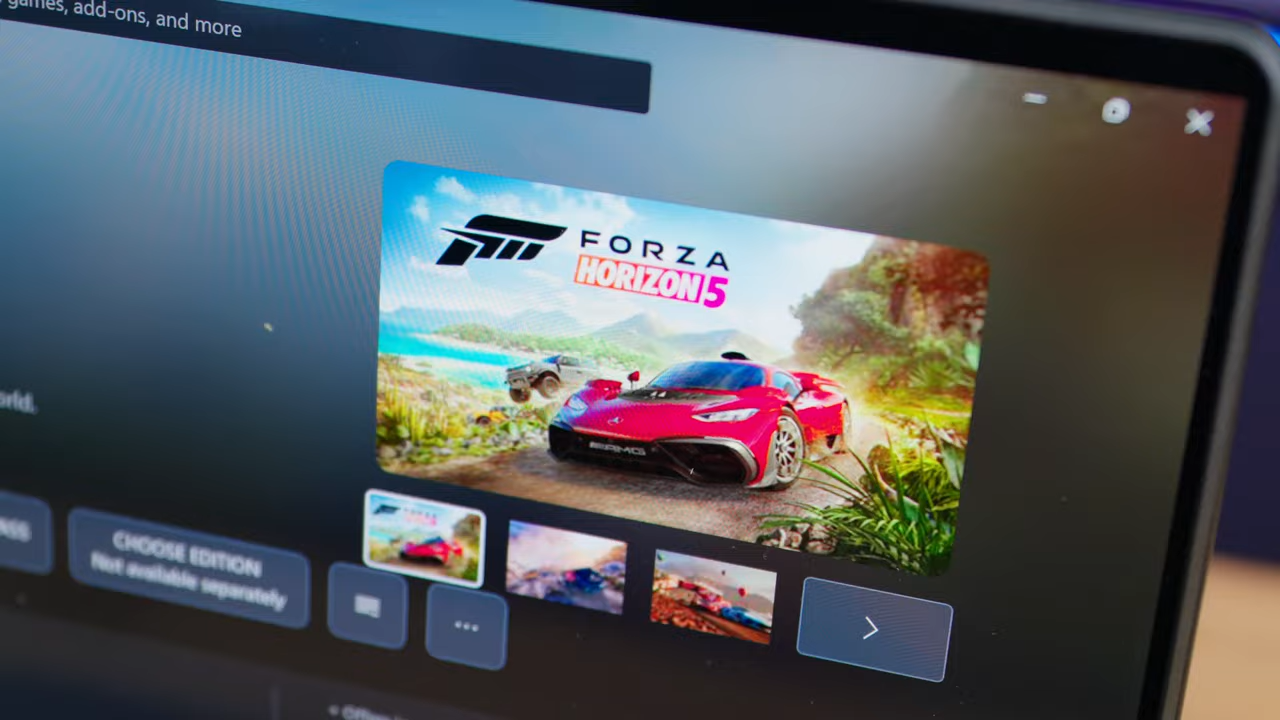 games, add-ons, and more
FORZA
HORIZON 5
AMG
orld.
CHOOSE EDITION
Not available separately